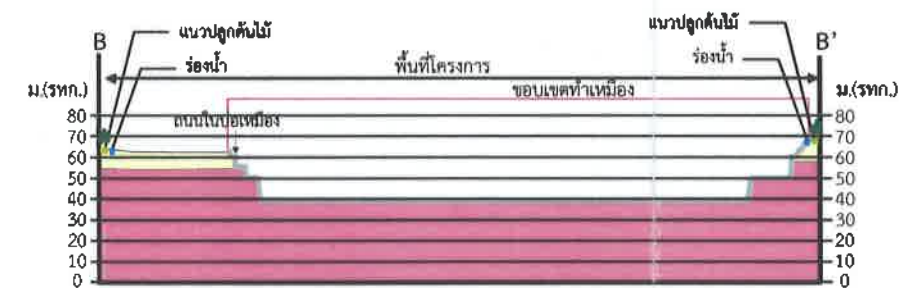 แนวปลูกต้นไม้
แนวปลูกต้นไม้
B
B'
ร่องน้ำ
ร่องน้ำ
พื้นที่โครงการ
ม.(รทก.)
ม.(รทก.)
ขอบเขตทำเหมือง
ถนนในบ่อเหมือง
80
80
70
70
60
60
50
50
40
40
30
30
20
20
10
10
0
0